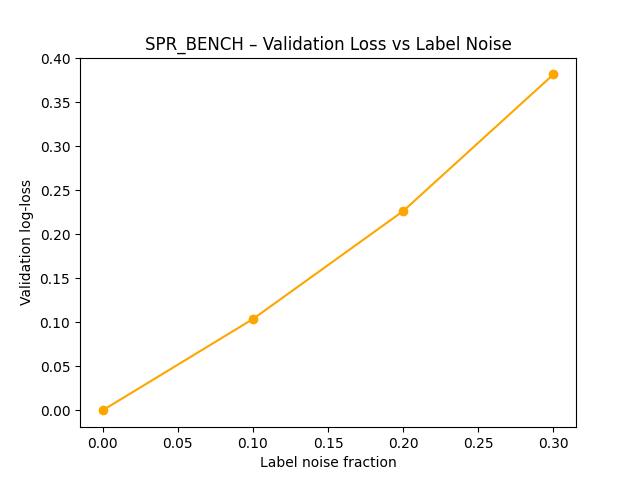 SPR_BENCH – Validation Loss vs Label Noise
Validation log-loss
0.40
0.35
0.30
0.25
0.20
0.15
0.10
0.05
0.00
0.00 0.05 0.10 0.15 0.20 0.25 0.30
Label noise fraction